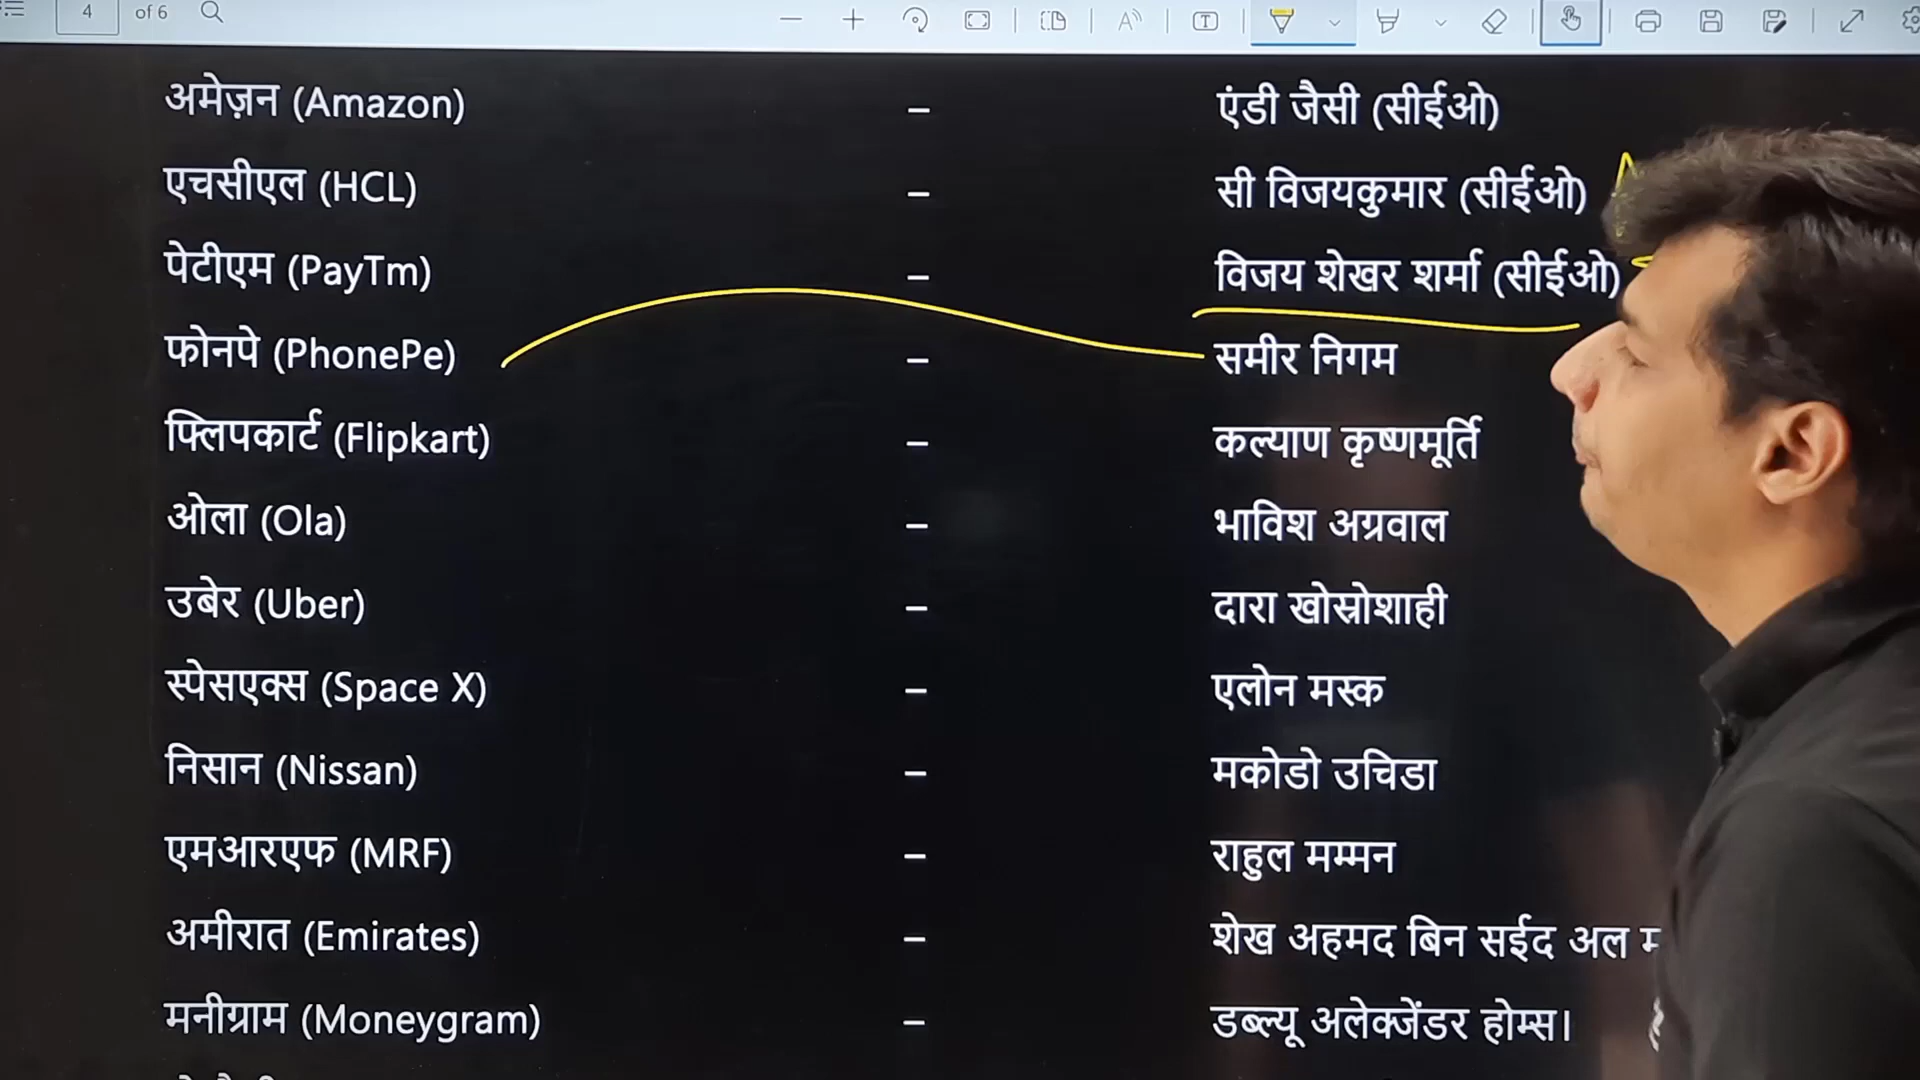 4 of 6
अमेज़न (Amazon) – एंडी जैसी (सीईओ)
एचसीएल (HCL) – सी विजयकुमार (सीईओ)
पेटीएम (PayTm) – विजय शेखर शर्मा (सीईओ)
फोनपे (PhonePe) – समीर निगम
फ्लिपकार्ट (Flipkart) – कल्याण कृष्णमूर्ति
ओला (Ola) – भाविश अग्रवाल
उबेर (Uber) – दारा खोस्रोशाही
स्पेसएक्स (Space X) – एलोन मस्क
निसान (Nissan) – मकोडो उचिडा
एमआरएफ (MRF) – राहुल मम्मन
अमीरात (Emirates) – शेख अहमद बिन सईद अल
मनीग्राम (Moneygram) – डब्ल्यू अलेक्जेंडर होम्स।